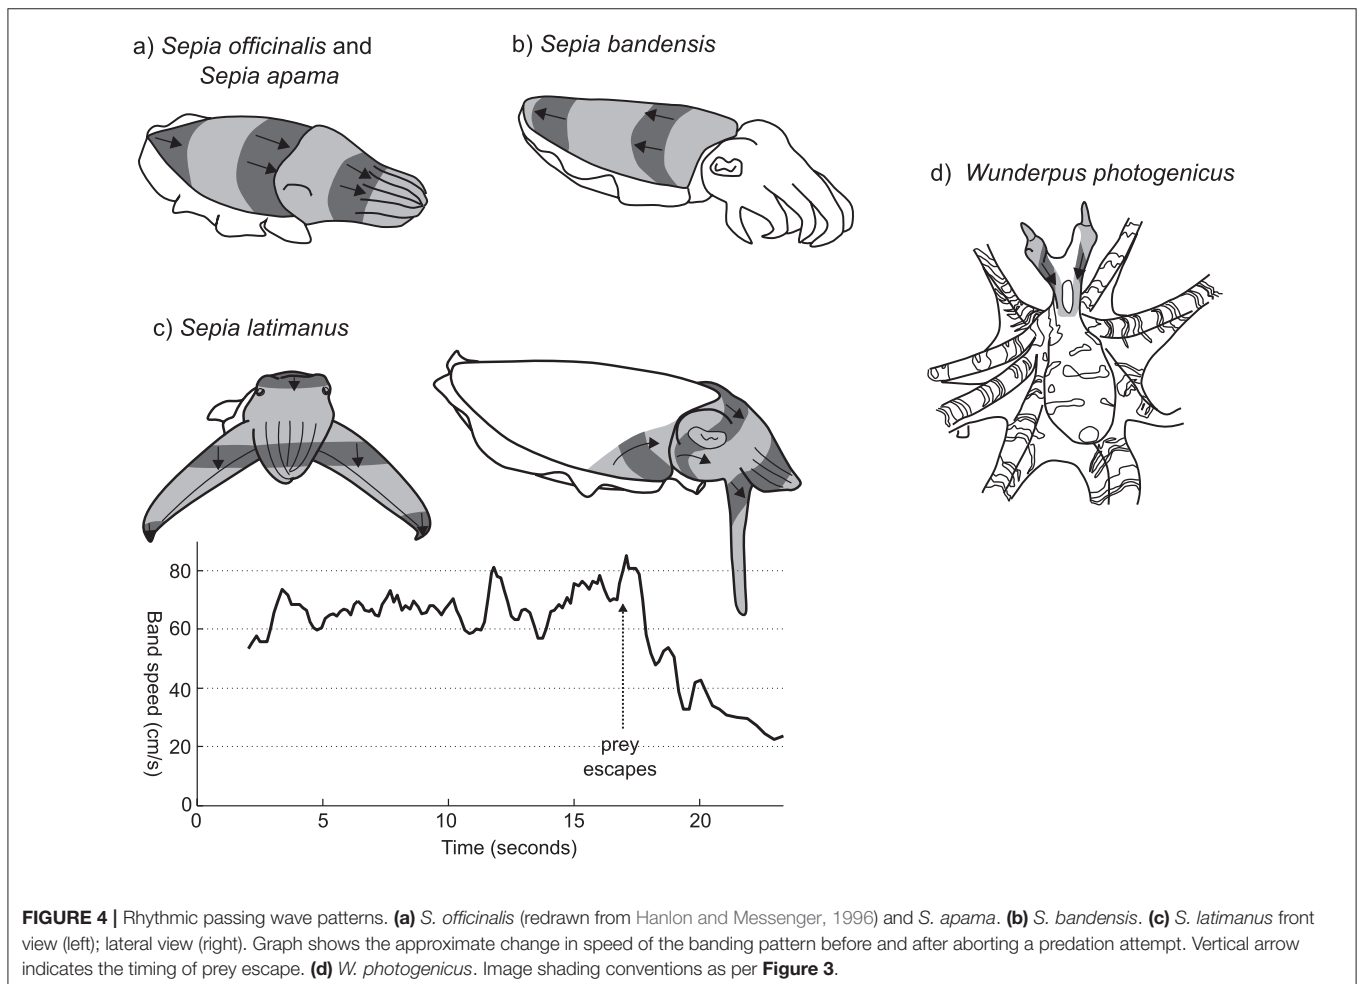 a) Sepia officinalis and
Sepia apama
b) Sepia bandensis
d) Wunderpus photogenicus
c) Sepia latimanus
80
60
40
20
0
Band speed (cm/s)
prey
escapes
0 5 10 15 20
Time (seconds)
FIGURE 4 | Rhythmic passing wave patterns. (a) S. officinalis (redrawn from Hanlon and Messenger, 1996) and S. apama. (b) S. bandensis. (c) S. latimanus front
view (left); lateral view (right). Graph shows the approximate change in speed of the banding pattern before and after aborting a predation attempt. Vertical arrow
indicates the timing of prey escape. (d) W. photogenicus. Image shading conventions as per Figure 3.